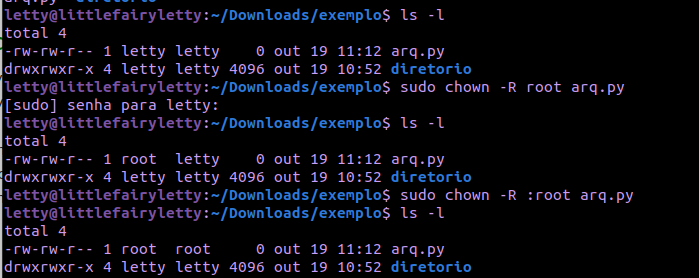 arq.py diretorio
letty@littlefairyletty:~/Downloads/exemplo$ ls -l
total 4
-rw-rw-r-- 1 letty letty    0 out 19 11:12 arq.py
drwxrwxr-x 4 letty letty 4096 out 19 10:52 diretorio
letty@littlefairyletty:~/Downloads/exemplo$ sudo chown -R root arq.py
[sudo] senha para letty:
letty@littlefairyletty:~/Downloads/exemplo$ ls -l
total 4
-rw-rw-r-- 1 root  letty    0 out 19 11:12 arq.py
drwxrwxr-x 4 letty letty 4096 out 19 10:52 diretorio
letty@littlefairyletty:~/Downloads/exemplo$ sudo chown -R :root arq.py
letty@littlefairyletty:~/Downloads/exemplo$ ls -l
total 4
-rw-rw-r-- 1 root  root     0 out 19 11:12 arq.py
drwxrwxr-x 4 letty letty 4096 out 19 10:52 diretorio